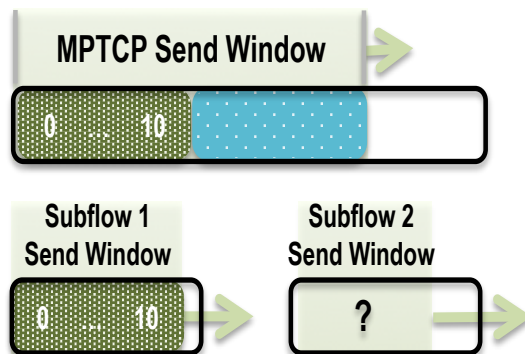 MPTCP Send Window
0 ... 10
Subflow 1
Send Window
Subflow 2
Send Window
0 ... 10
?